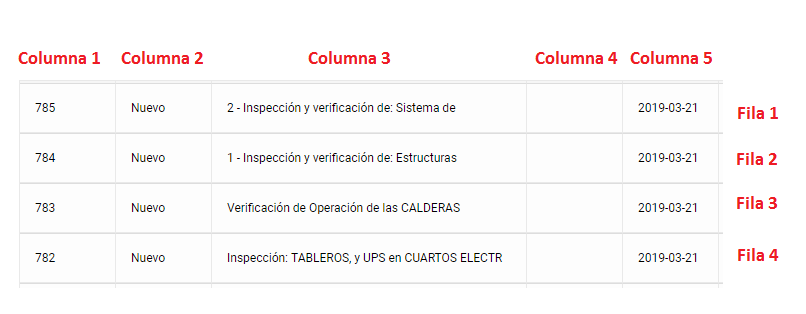 Columna 1 Columna 2 Columna 3 Columna 4 Columna 5
785 Nuevo 2 - Inspección y verificación de: Sistema de 2019-03-21 Fila 1
784 Nuevo 1 - Inspección y verificación de: Estructuras 2019-03-21 Fila 2
783 Nuevo Verificación de Operación de las CALDERAS 2019-03-21 Fila 3
782 Nuevo Inspección: TABLEROS, y UPS en CUARTOS ELECTR 2019-03-21 Fila 4